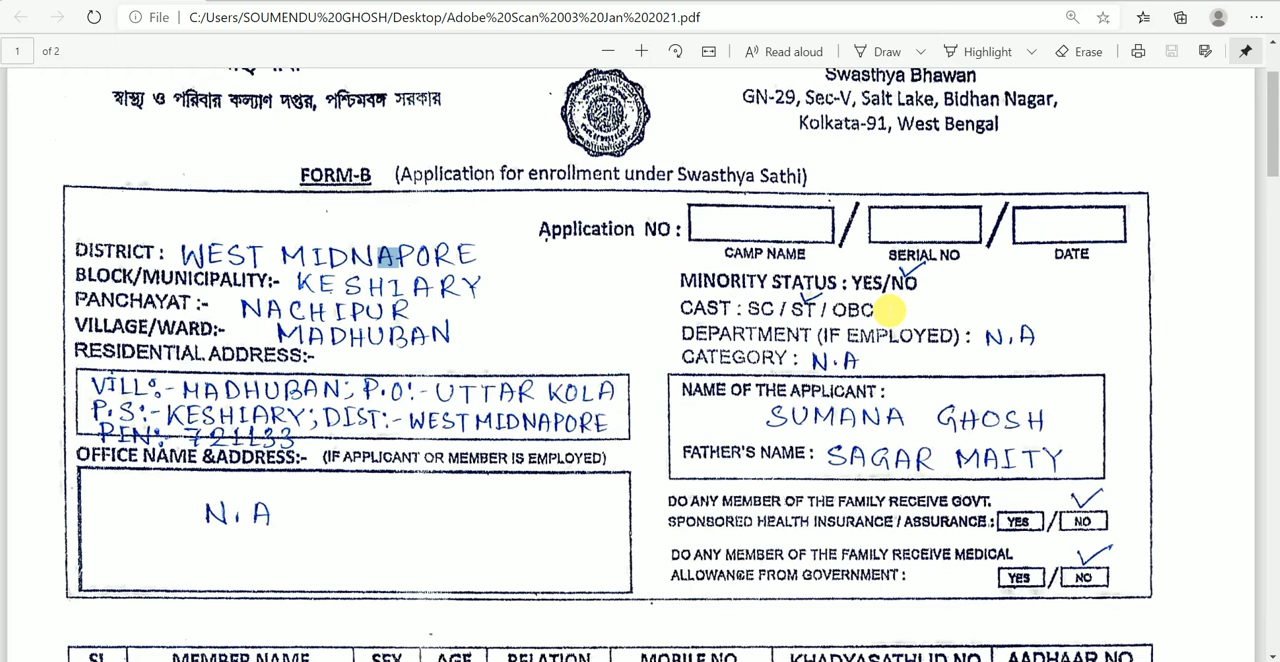 File C:/Users/SOUMENDU%20GHOSH/Desktop/Adobe%20Scan%2003%20Jan%202021.pdf
1 of 2 Read aloud Draw Highlight Erase
স্বাস্থ্য ও পরিবার কল্যাণ দপ্তর, পশ্চিমবঙ্গ সরকার
Swasthya Bhawan
GN-29, Sec-V, Salt Lake, Bidhan Nagar,
Kolkata-91, West Bengal
FORM-B (Application for enrollment under Swasthya Sathi)
Application NO : / /
CAMP NAME SERIAL NO DATE
DISTRICT : WEST MIDNAPORE
BLOCK/MUNICIPALITY:- KESHIARY
PANCHAYAT :- NACHIPUR
VILLAGE/WARD:- MADHUBAN
RESIDENTIAL ADDRESS:-
VILL:- MADHUBAN; P.O:- UTTAR KOLA
P.S:- KESHIARY; DIST:- WEST MIDNAPORE
PIN:- 721133
OFFICE NAME &ADDRESS:- (IF APPLICANT OR MEMBER IS EMPLOYED)
N.A
MINORITY STATUS : YES/NO
CAST : SC / ST / OBC
DEPARTMENT (IF EMPLOYED) : N.A
CATEGORY : N.A
NAME OF THE APPLICANT :
SUMANA GHOSH
FATHER'S NAME : SAGAR MAITY
DO ANY MEMBER OF THE FAMILY RECEIVE GOVT.
SPONSORED HEALTH INSURANCE / ASSURANCE : YES / NO
DO ANY MEMBER OF THE FAMILY RECEIVE MEDICAL
ALLOWANCE FROM GOVERNMENT : YES / NO
SL MEMBER NAME SEX AGE RELATION MOBILE NO KHADYASATHI ID NO AADHAAR NO